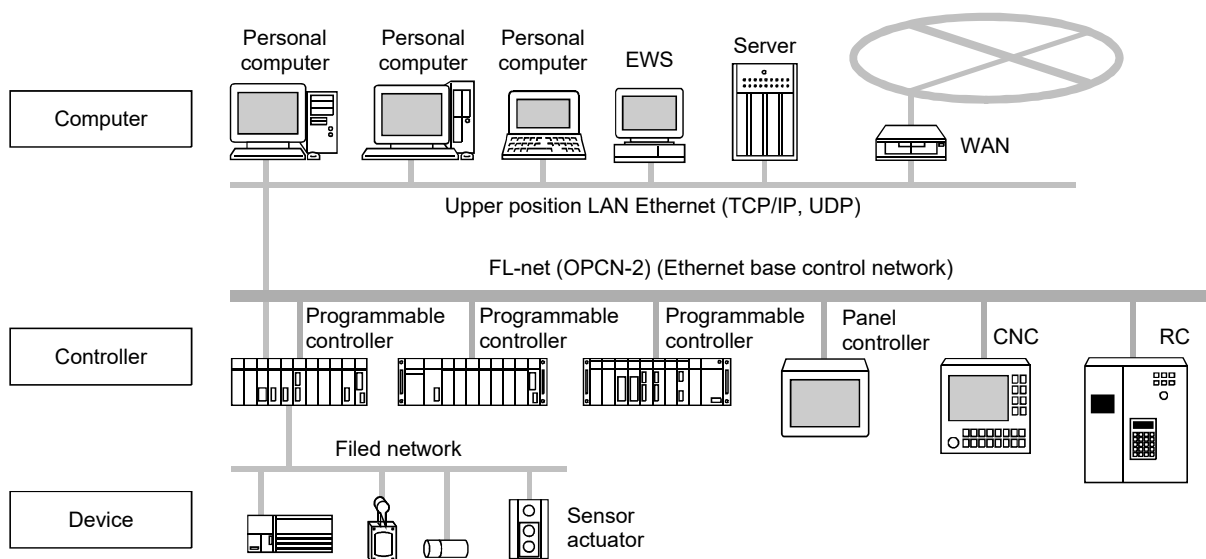 Personal
computer
Personal
computer
Personal
computer
EWS
Server
Computer
WAN
Upper position LAN Ethernet (TCP/IP, UDP)
FL-net (OPCN-2) (Ethernet base control network)
Controller
Programmable
controller
Programmable
controller
Programmable
controller
Panel
controller
CNC
RC
Filed network
Device
Sensor
actuator